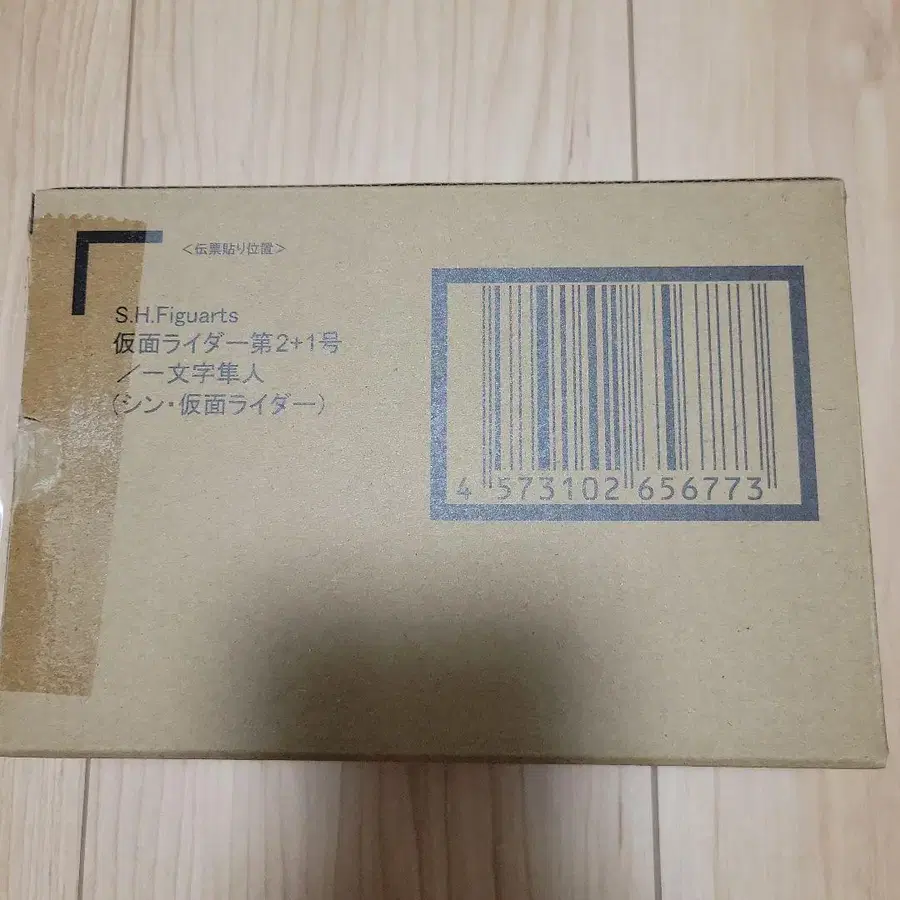 <伝票貼り位置>
S.H.Figuarts
仮面ライダー第2+1号
/一文字隼人
(シン・仮面ライダー)
4 573102 656773